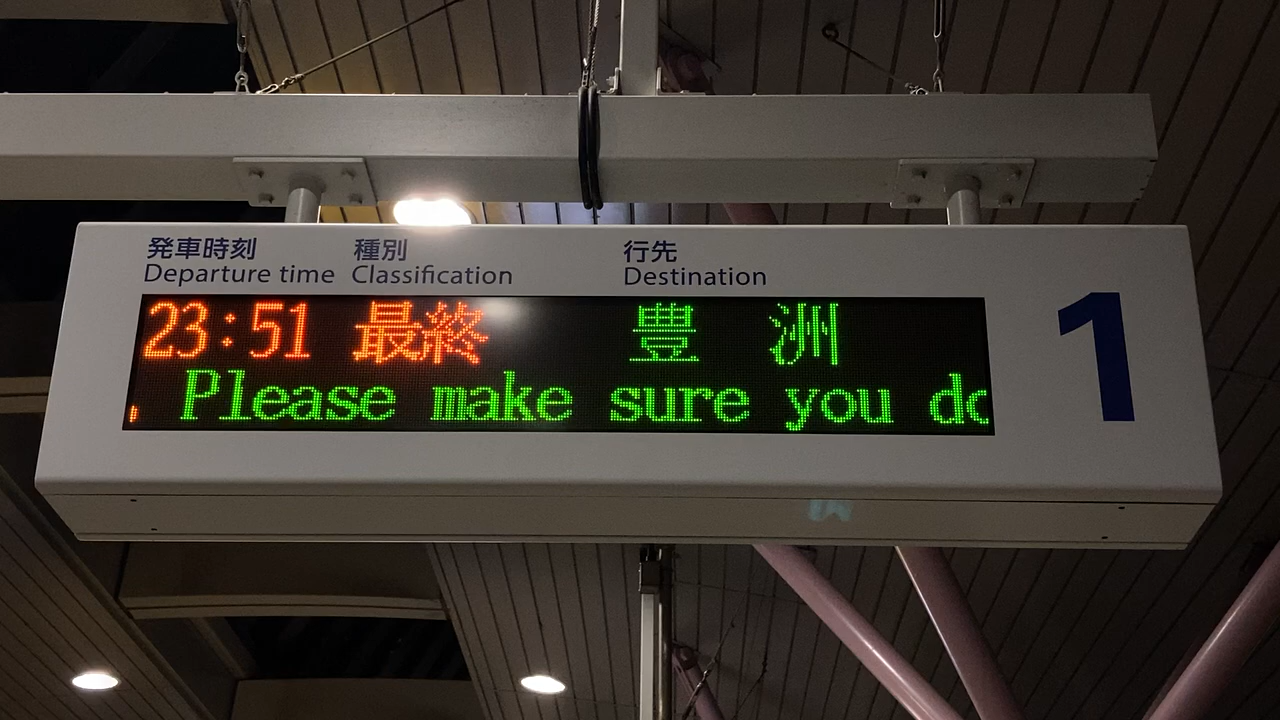 発車時刻 種別 行先
Departure time Classification Destination
23:51 最終 豊洲
Please make sure you do
1